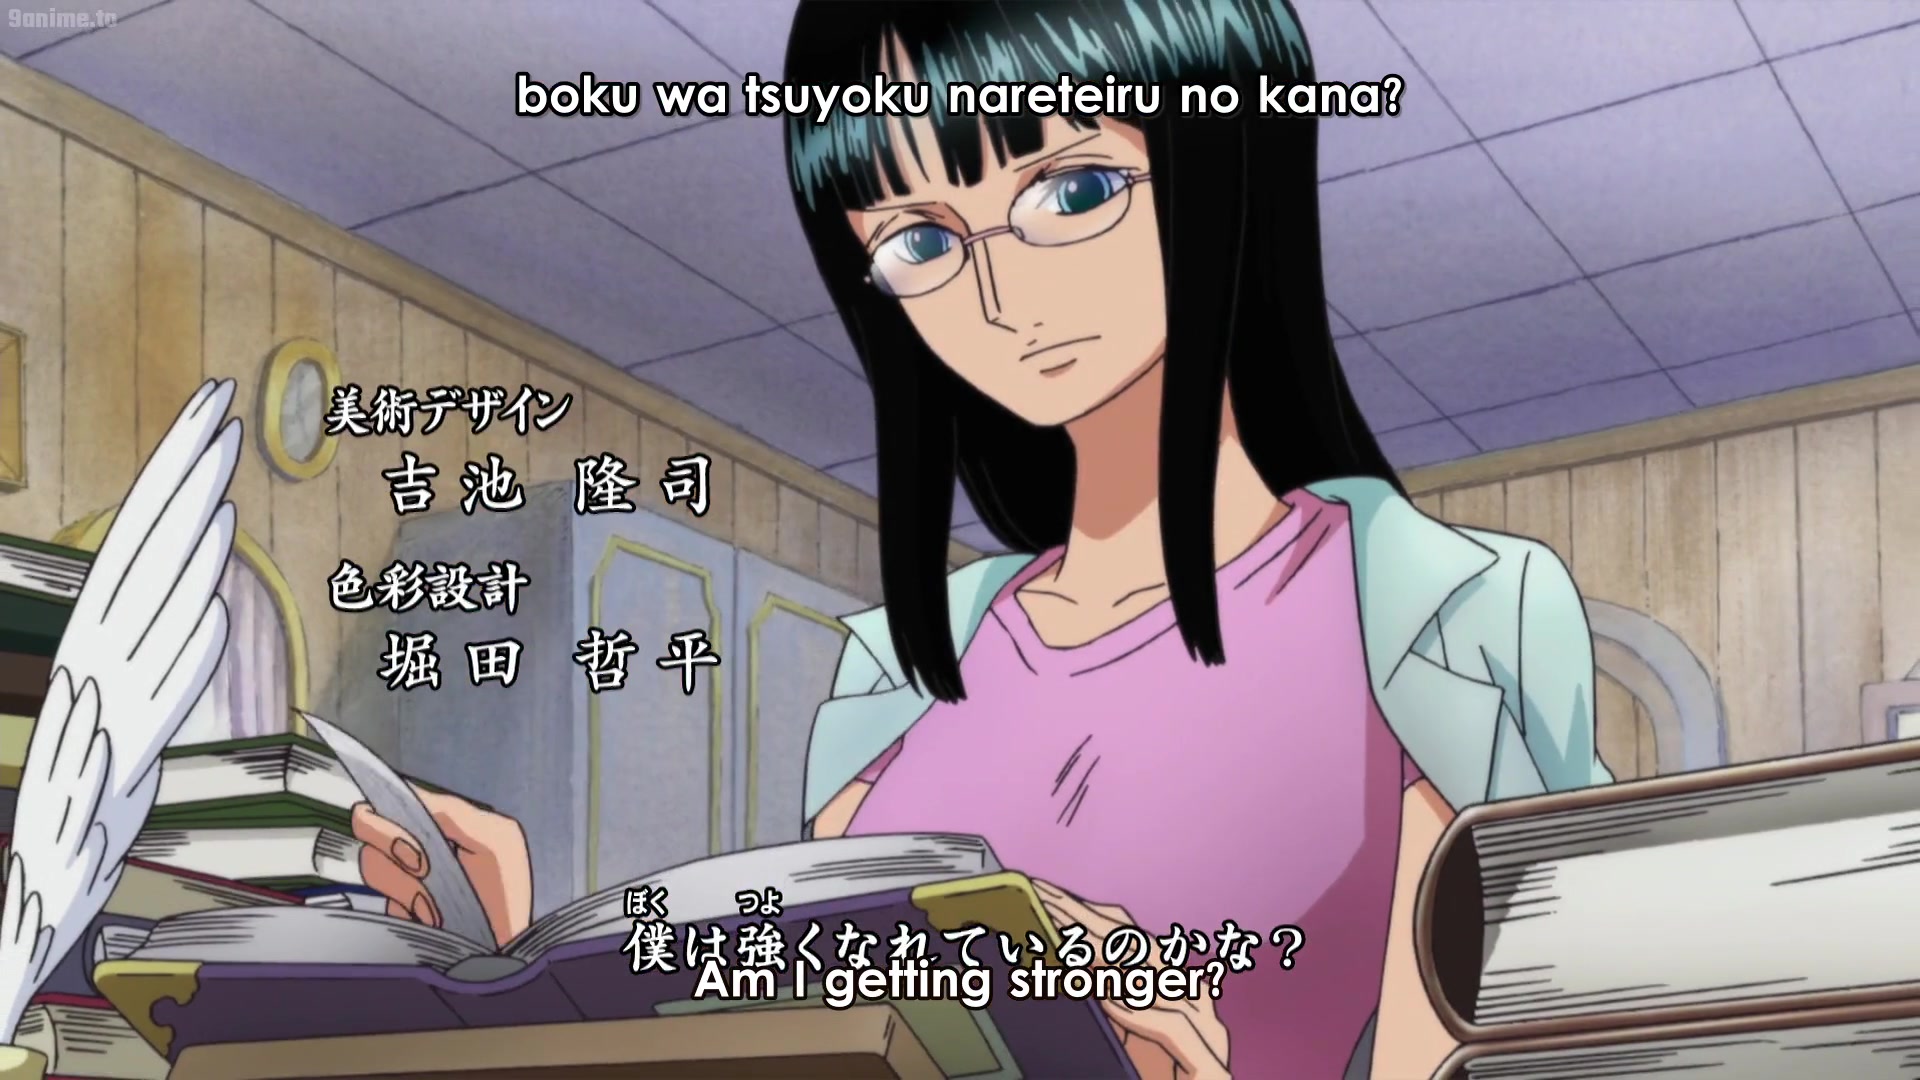 9anime.to
boku wa tsuyoku nareteiru no kana?
美術デザイン
吉池 隆司
色彩設計
堀田 哲平
ぼく つよ
僕は強くなれているのかな？
Am I getting stronger?